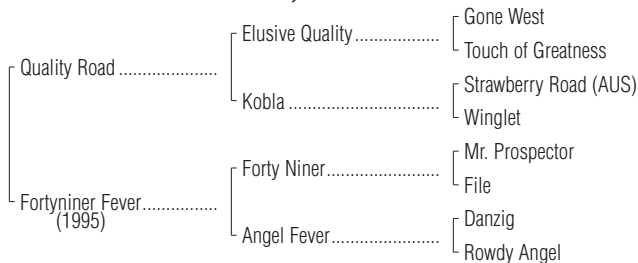 Gone West
Elusive Quality..................
Touch of Greatness
Quality Road .....................
Strawberry Road (AUS)
Kobla ................................
Winglet
Mr. Prospector
Forty Niner........................
File
Fortyniner Fever................
(1995)
Danzig
Angel Fever.......................
Rowdy Angel